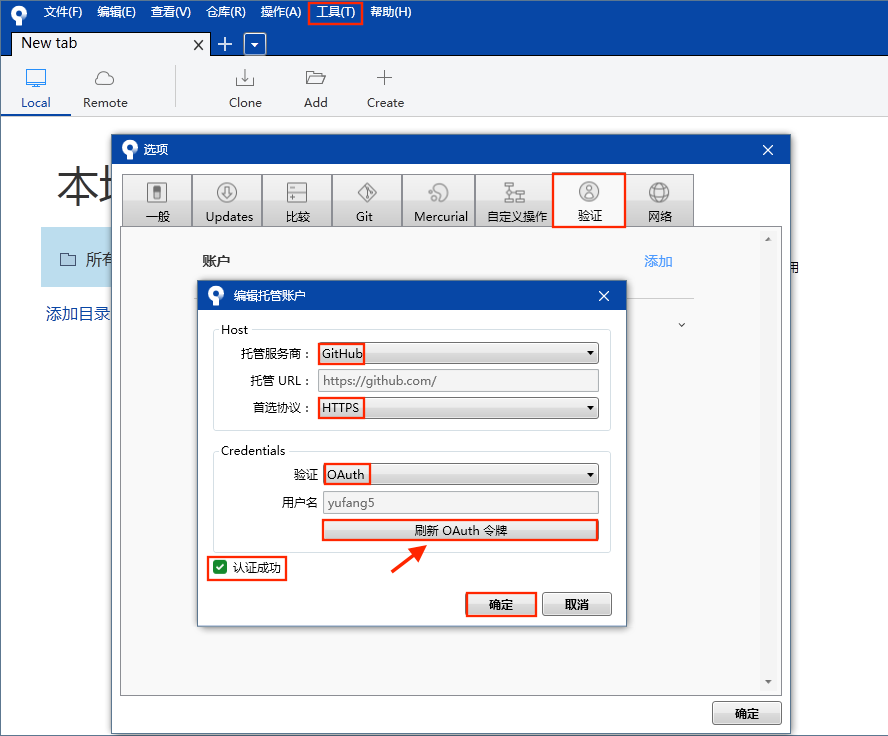 文件(F) 编辑(E) 查看(V) 仓库(R) 操作(A) 工具(T) 帮助(H)
New tab
Local Remote Clone Add Create
本
选项
一般 Updates 比较 Git Mercurial 自定义操作 验证 网络
所有
账户 添加
用
编辑托管账户
添加目录
Host
托管服务商： GitHub
托管 URL： https://github.com/
首选协议： HTTPS
Credentials
验证 OAuth
用户名 yufang5
刷新 OAuth 令牌
认证成功
确定 取消
确定